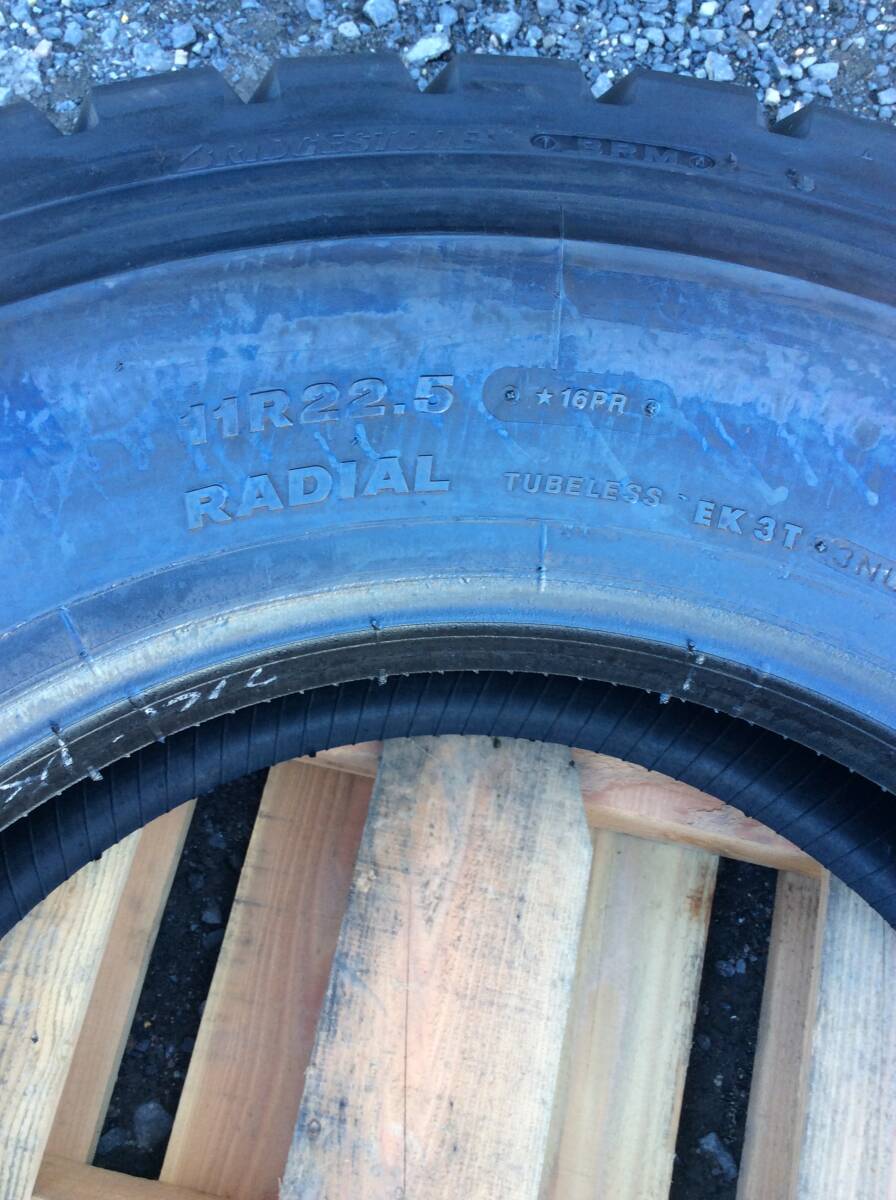 BRIDGESTONE BRM
11R22.5 ★16PR
RADIAL TUBELESS EK3T